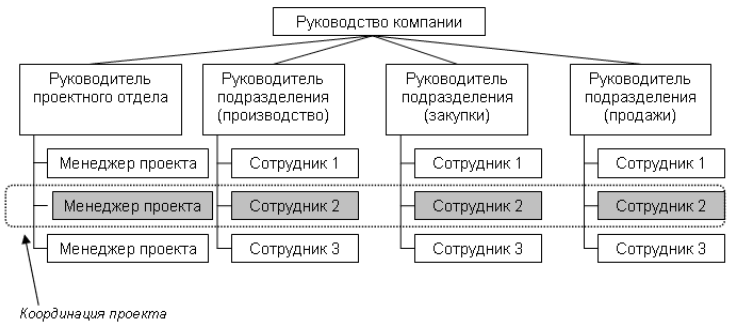 Руководство компании
Руководитель
проектного отдела
Руководитель
подразделения
(производство)
Руководитель
подразделения
(закупки)
Руководитель
подразделения
(продажи)
Менеджер проекта
Сотрудник 1
Сотрудник 1
Сотрудник 1
Менеджер проекта
Сотрудник 2
Сотрудник 2
Сотрудник 2
Менеджер проекта
Сотрудник 3
Сотрудник 3
Сотрудник 3
Координация проекта